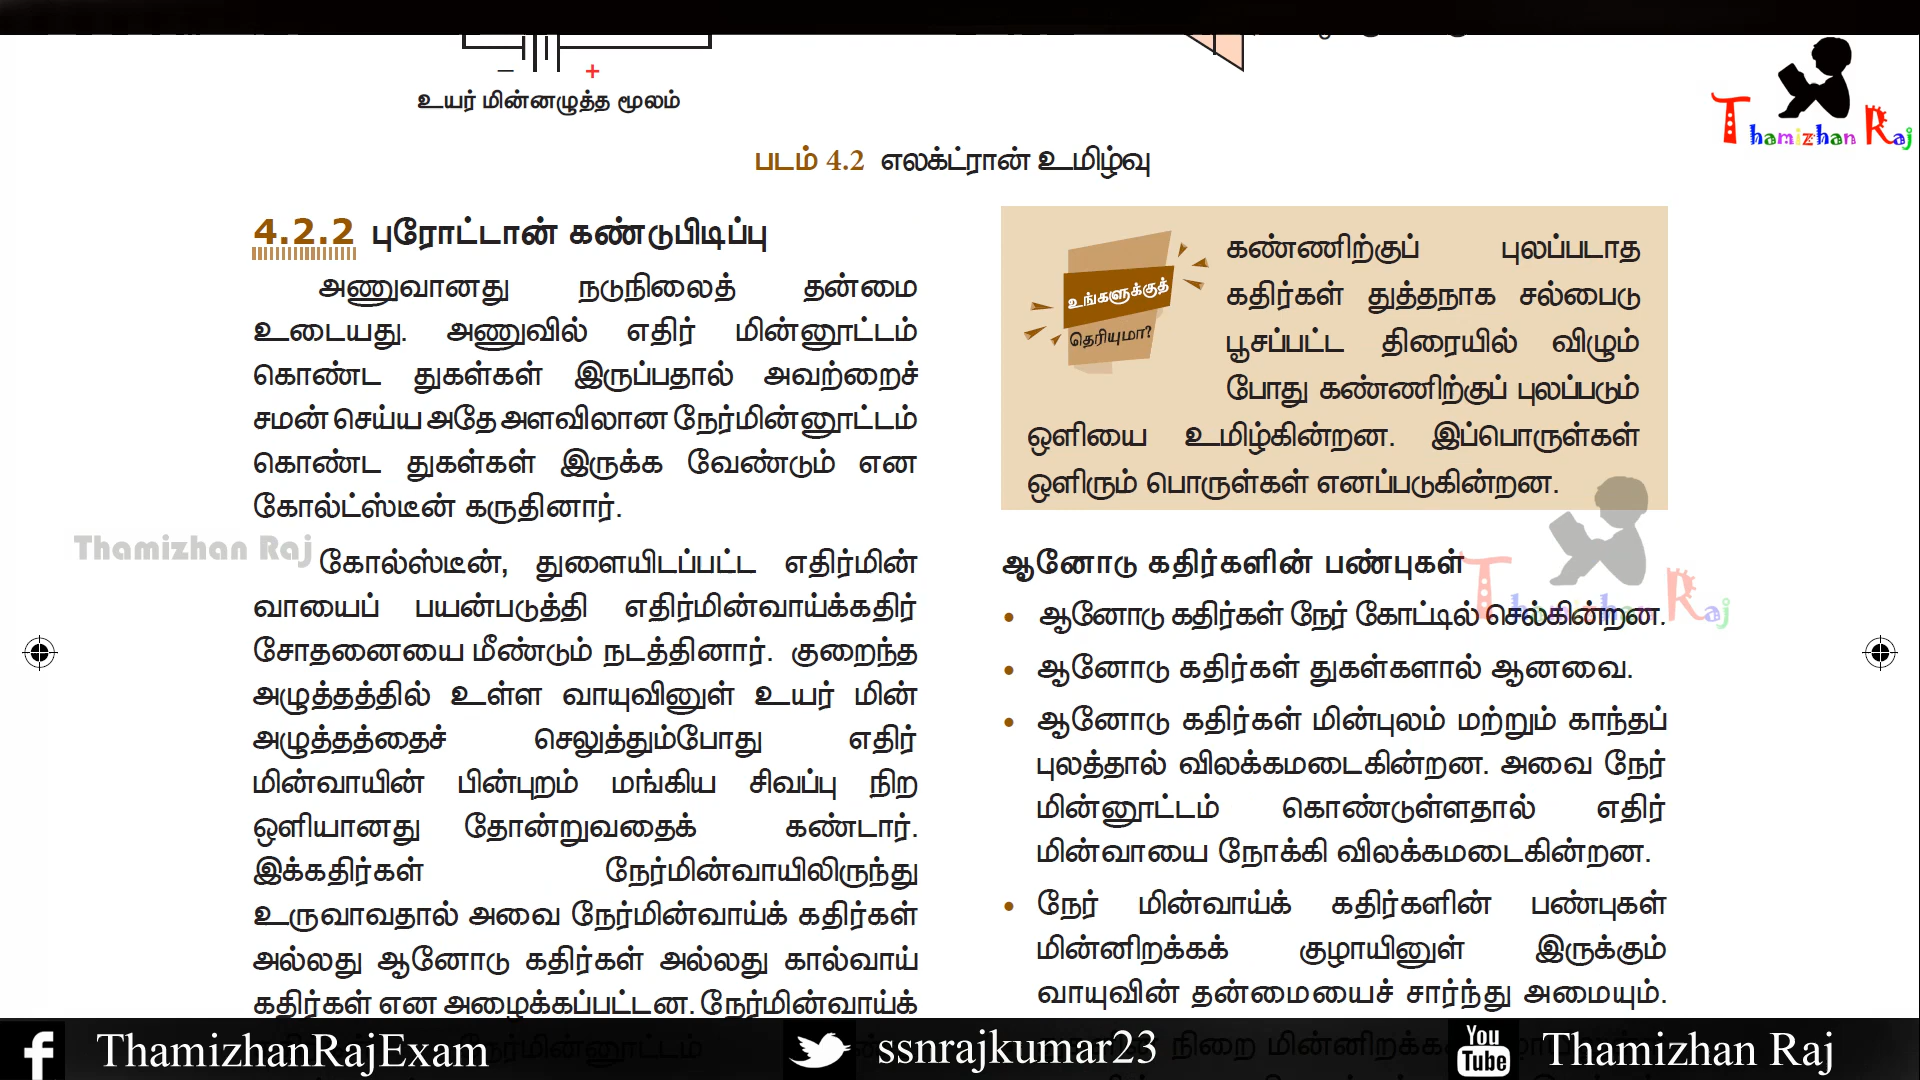 உயர் மின்னழுத்த மூலம்
படம் 4.2 எலக்ட்ரான் உமிழ்வு
4.2.2 புரோட்டான் கண்டுபிடிப்பு
அணுவானது நடுநிலைத் தன்மை
உடையது. அணுவில் எதிர் மின்னூட்டம்
கொண்ட துகள்கள் இருப்பதால் அவற்றைச்
சமன் செய்ய அதே அளவிலான நேர்மின்னூட்டம்
கொண்ட துகள்கள் இருக்க வேண்டும் என
கோல்ட்ஸ்டீன் கருதினார்.
கோல்ஸ்டீன், துளையிடப்பட்ட எதிர்மின்
வாயைப் பயன்படுத்தி எதிர்மின்வாய்க்கதிர்
சோதனையை மீண்டும் நடத்தினார். குறைந்த
அழுத்தத்தில் உள்ள வாயுவினுள் உயர் மின்
அழுத்தத்தைச் செலுத்தும்போது எதிர்
மின்வாயின் பின்புறம் மங்கிய சிவப்பு நிற
ஒளியானது தோன்றுவதைக் கண்டார்.
இக்கதிர்கள் நேர்மின்வாயிலிருந்து
உருவாவதால் அவை நேர்மின்வாய்க் கதிர்கள்
அல்லது ஆனோடு கதிர்கள் அல்லது கால்வாய்
கதிர்கள் என அழைக்கப்பட்டன. நேர்மின்வாய்க்
உங்களுக்குத்
தெரியுமா?
கண்ணிற்குப் புலப்படாத
கதிர்கள் துத்தநாக சல்பைடு
பூசப்பட்ட திரையில் விழும்
போது கண்ணிற்குப் புலப்படும்
ஒளியை உமிழ்கின்றன. இப்பொருள்கள்
ஒளிரும் பொருள்கள் எனப்படுகின்றன.
ஆனோடு கதிர்களின் பண்புகள்
• ஆனோடு கதிர்கள் நேர் கோட்டில் செல்கின்றன.
• ஆனோடு கதிர்கள் துகள்களால் ஆனவை.
• ஆனோடு கதிர்கள் மின்புலம் மற்றும் காந்தப்
புலத்தால் விலக்கமடைகின்றன. அவை நேர்
மின்னூட்டம் கொண்டுள்ளதால் எதிர்
மின்வாயை நோக்கி விலக்கமடைகின்றன.
• நேர் மின்வாய்க் கதிர்களின் பண்புகள்
மின்னிறக்கக் குழாயினுள் இருக்கும்
வாயுவின் தன்மையைச் சார்ந்து அமையும்.
Thamizhan Raj
Thamizhan Raj
Thamizhan Raj
ThamizhanRajExam
ssnrajkumar23
You
Tube
Thamizhan Raj